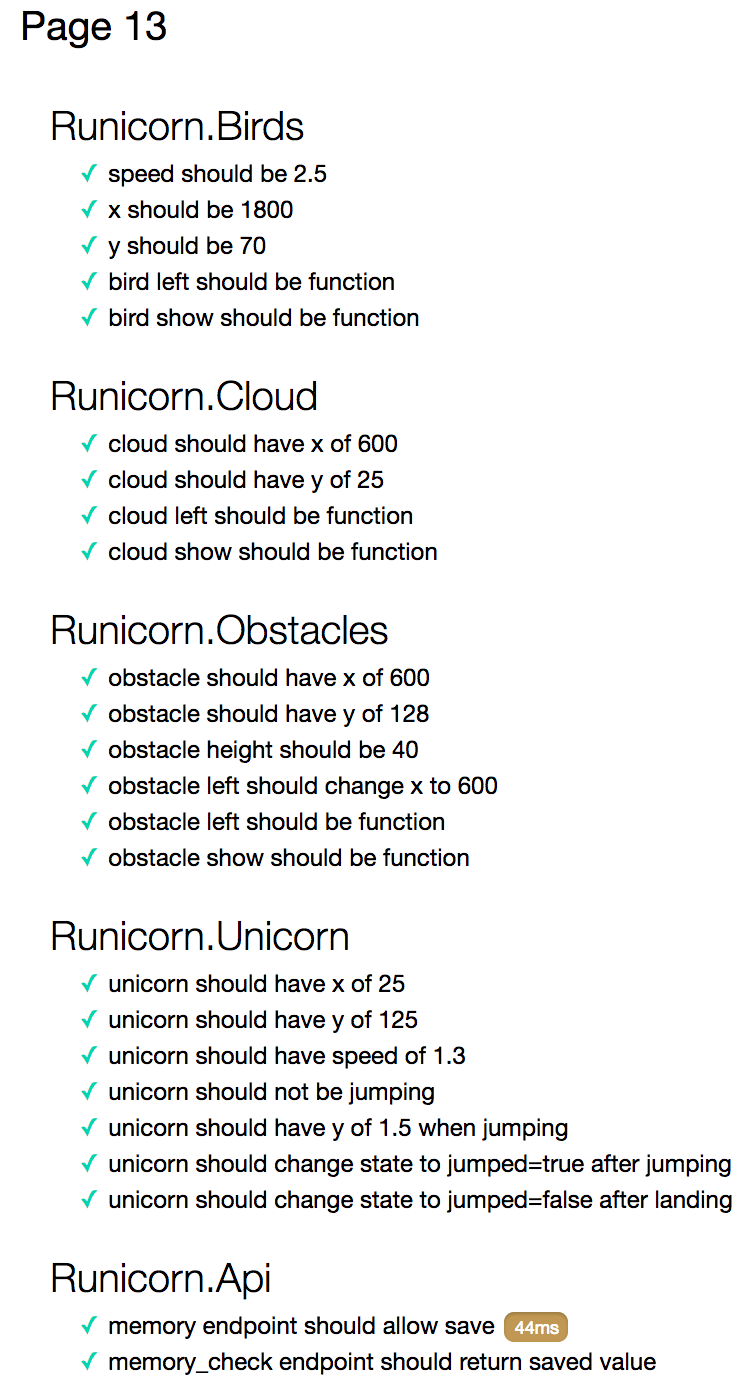 Page 13
Runicorn.Birds
✓ speed should be 2.5
✓ x should be 1800
✓ y should be 70
✓ bird left should be function
✓ bird show should be function
Runicorn.Cloud
✓ cloud should have x of 600
✓ cloud should have y of 25
✓ cloud left should be function
✓ cloud show should be function
Runicorn.Obstacles
✓ obstacle should have x of 600
✓ obstacle should have y of 128
✓ obstacle height should be 40
✓ obstacle left should change x to 600
✓ obstacle left should be function
✓ obstacle show should be function
Runicorn.Unicorn
✓ unicorn should have x of 25
✓ unicorn should have y of 125
✓ unicorn should have speed of 1.3
✓ unicorn should not be jumping
✓ unicorn should have y of 1.5 when jumping
✓ unicorn should change state to jumped=true after jumping
✓ unicorn should change state to jumped=false after landing
Runicorn.Api
✓ memory endpoint should allow save 44ms
✓ memory_check endpoint should return saved value